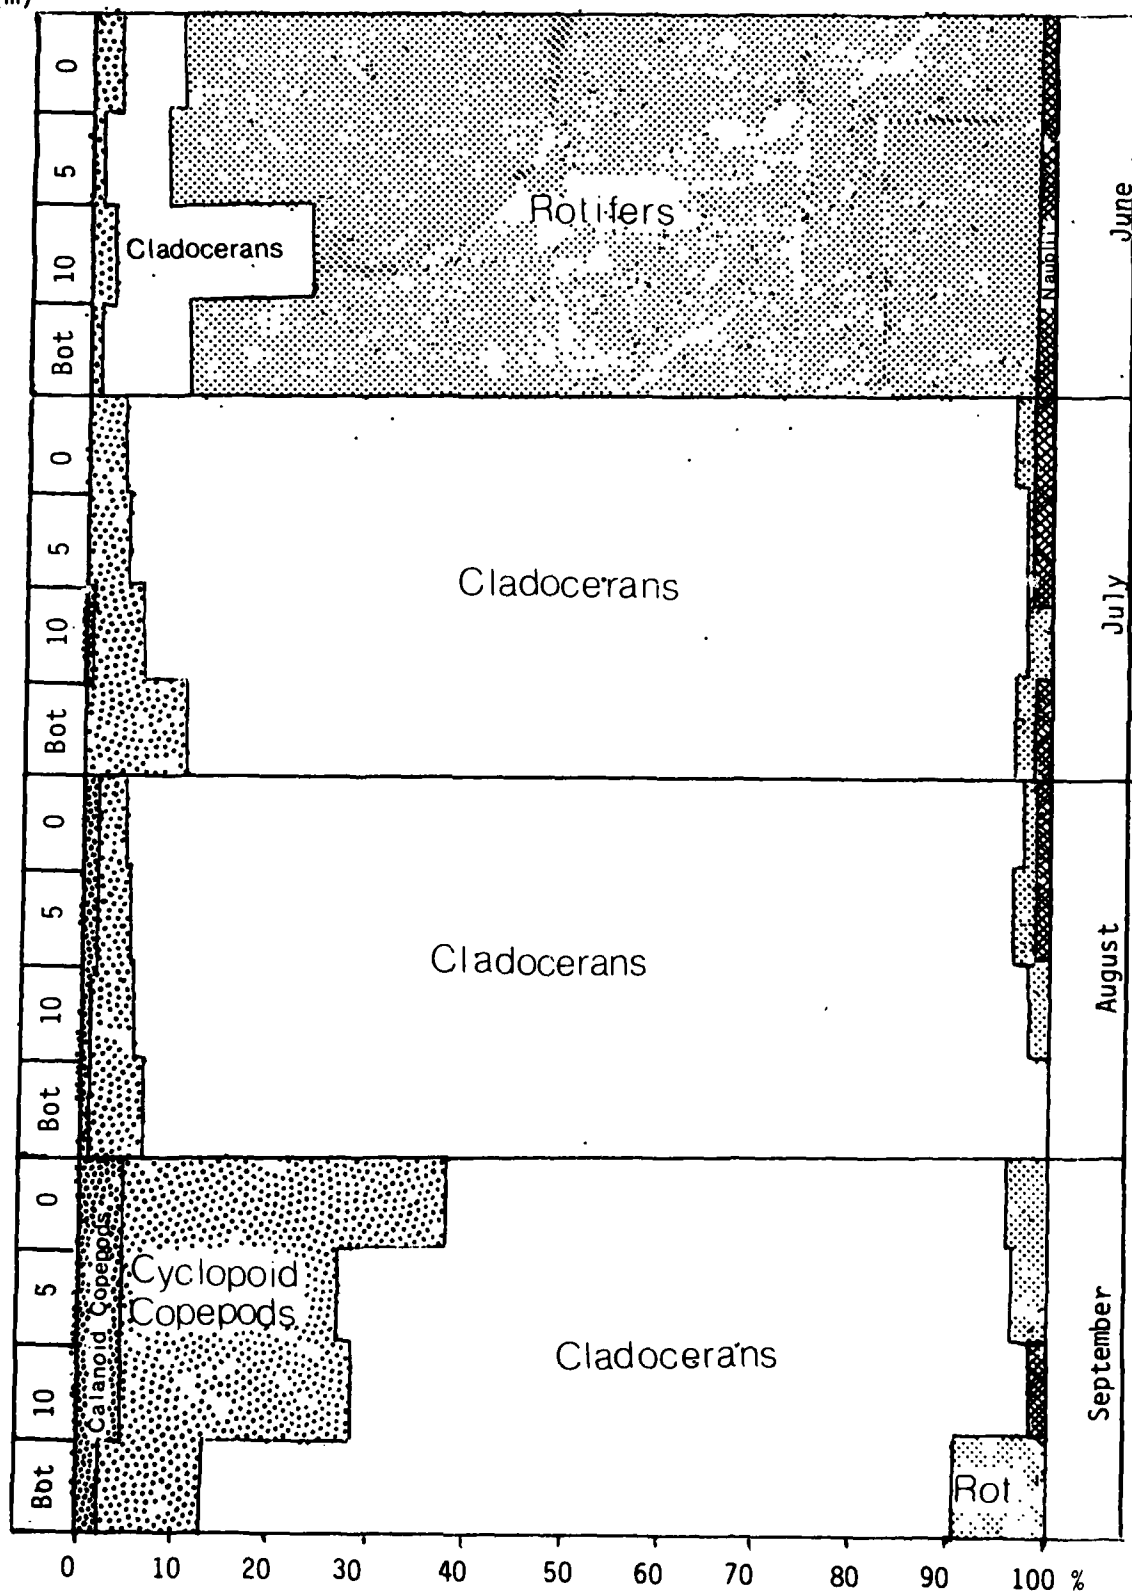 m)
0
5
10
Bot
Rotifers
Cladocerans
Nauplii
June
0
5
10
Bot
Cladocerans
July
0
5
10
Bot
Cladocerans
August
0
5
10
Bot
Calanoid Copepods
Cyclopoid
Copepods
Cladocerans
Rot.
September
0 10 20 30 40 50 60 70 80 90 100 %